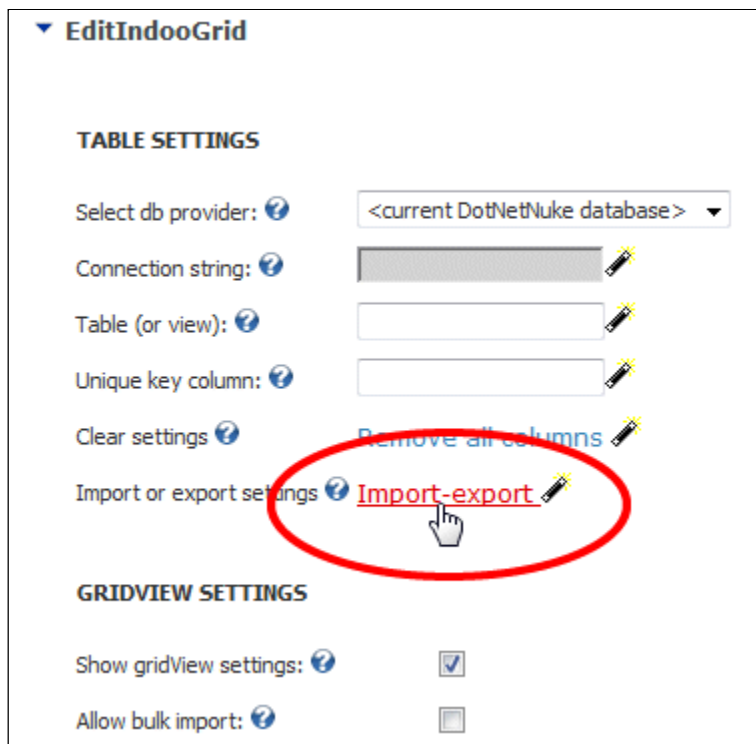 EditIndooGrid
TABLE SETTINGS
Select db provider: <current DotNetNuke database>
Connection string:
Table (or view):
Unique key column:
Clear settings Remove all columns
Import or export settings Import-export
GRIDVIEW SETTINGS
Show gridView settings:
Allow bulk import: